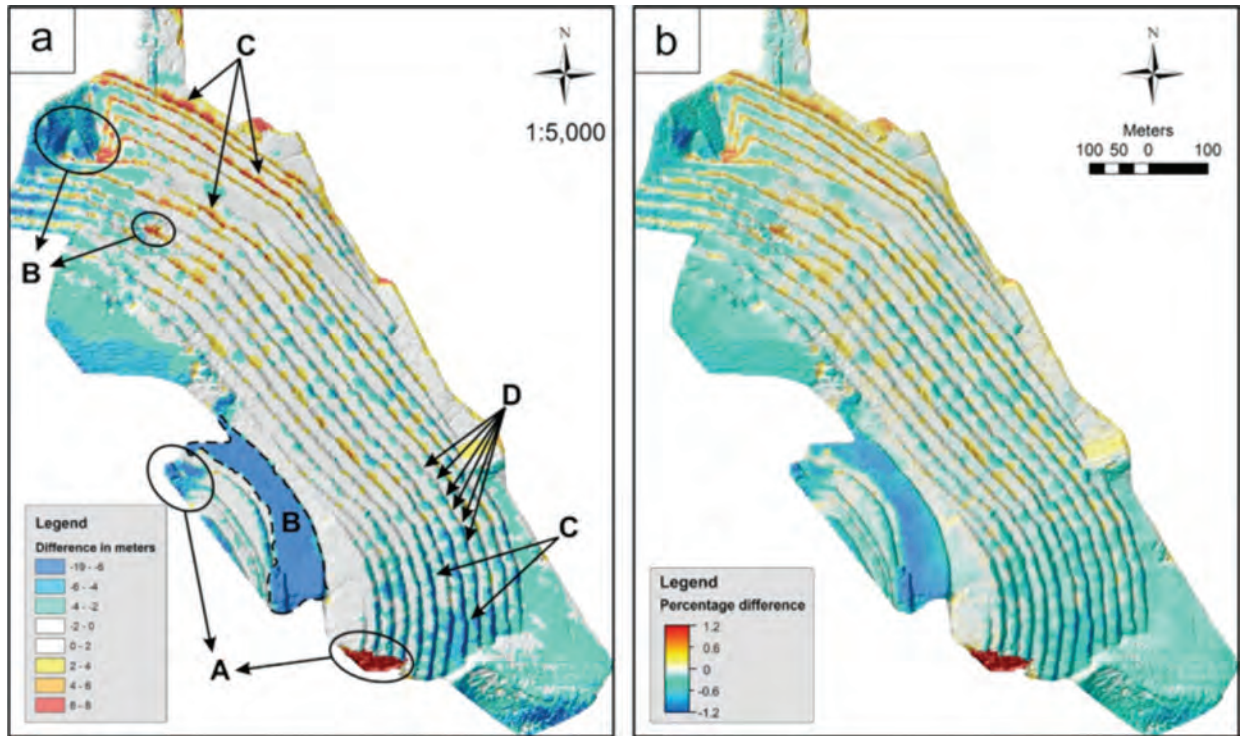 a
C
N
1:5,000
B
D
B
C
A
Legend
Difference in meters
-19 - -6
-6 - -4
-4 - -2
-2 - 0
0 - 2
2 - 4
4 - 6
6 - 8
b
N
Meters
100 50 0 100
Legend
Percentage difference
1.2
0.6
0
-0.6
-1.2